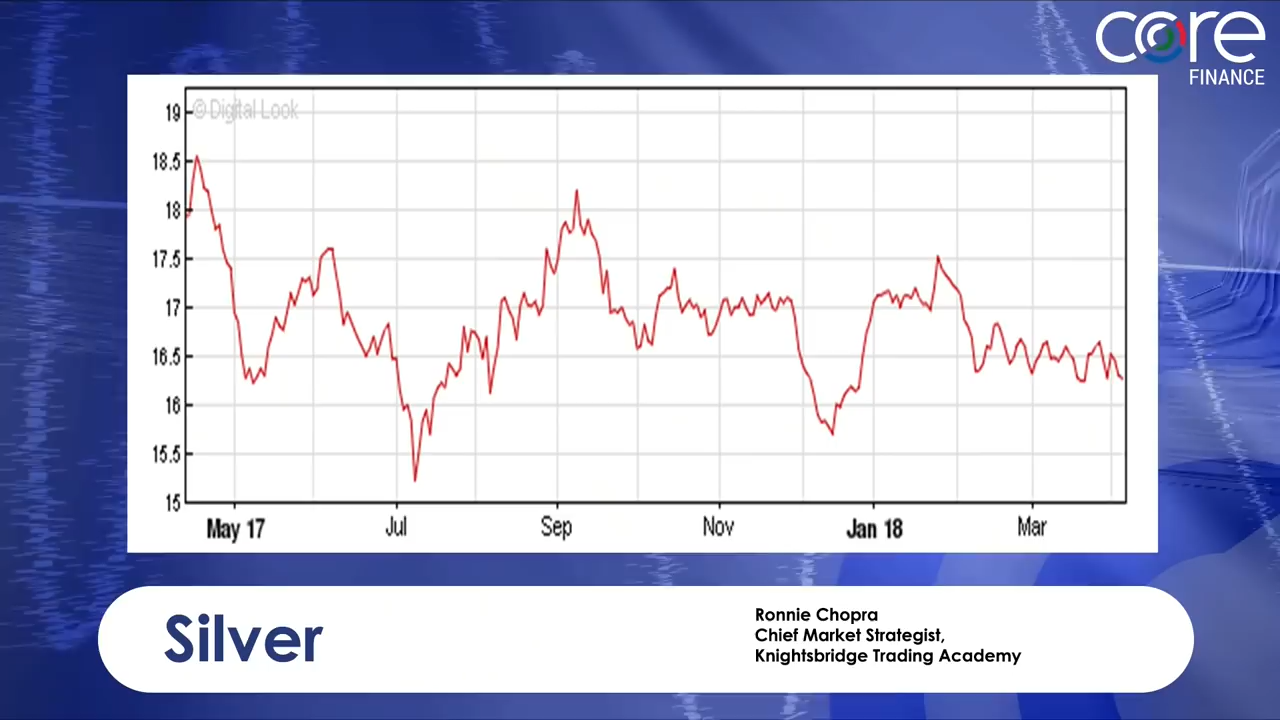 core
FINANCE
© Digital Look
19
18.5
18
17.5
17
16.5
16
15.5
15
May 17
Jul
Sep
Nov
Jan 18
Mar
Silver
Ronnie Chopra
Chief Market Strategist,
Knightsbridge Trading Academy